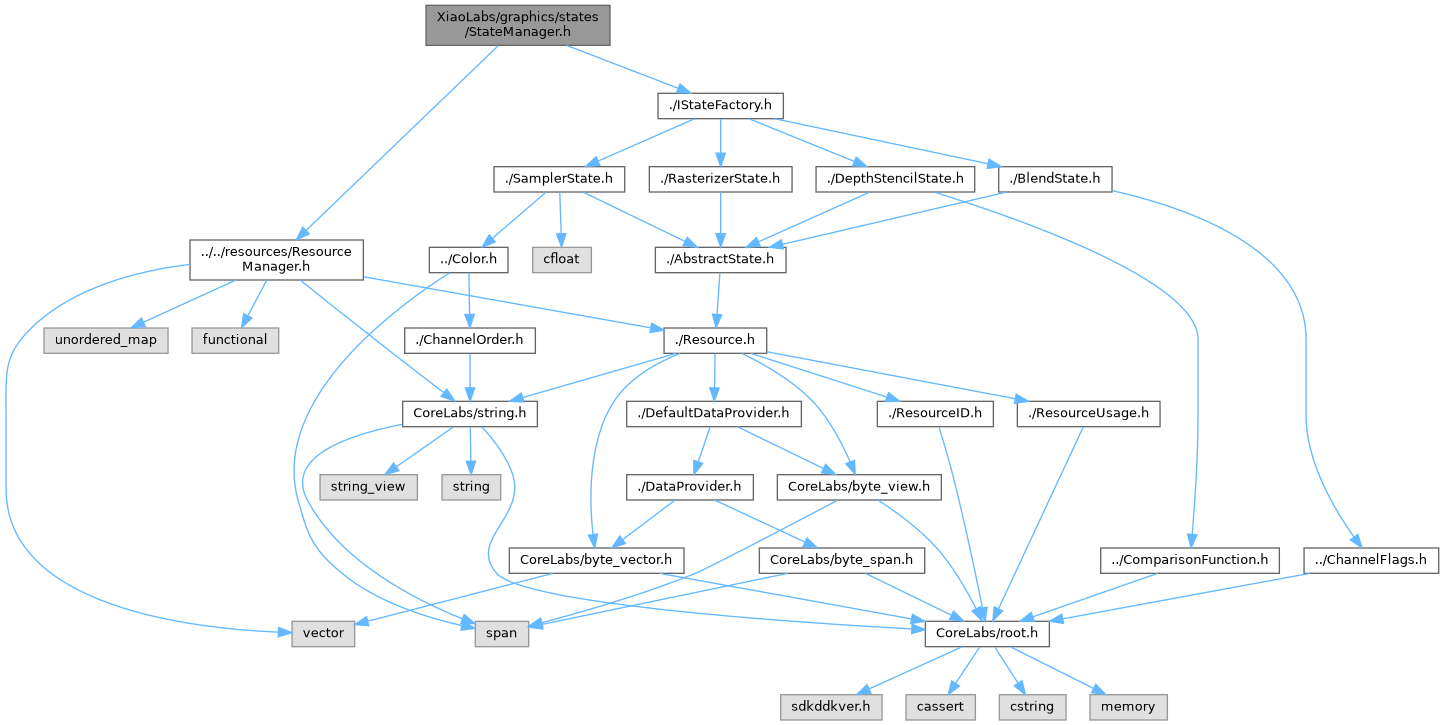 XiaoLabs/graphics/states
/StateManager.h
./IStateFactory.h
./SamplerState.h
./RasterizerState.h
./DepthStencilState.h
./BlendState.h
../../resources/Resource
Manager.h
../Color.h
cfloat
./AbstractState.h
unordered_map
functional
./ChannelOrder.h
./Resource.h
CoreLabs/string.h
./DefaultDataProvider.h
./ResourceID.h
./ResourceUsage.h
string_view
string
./DataProvider.h
CoreLabs/byte_view.h
CoreLabs/byte_vector.h
CoreLabs/byte_span.h
../ComparisonFunction.h
../ChannelFlags.h
vector
span
CoreLabs/root.h
sdkddkver.h
cassert
cstring
memory